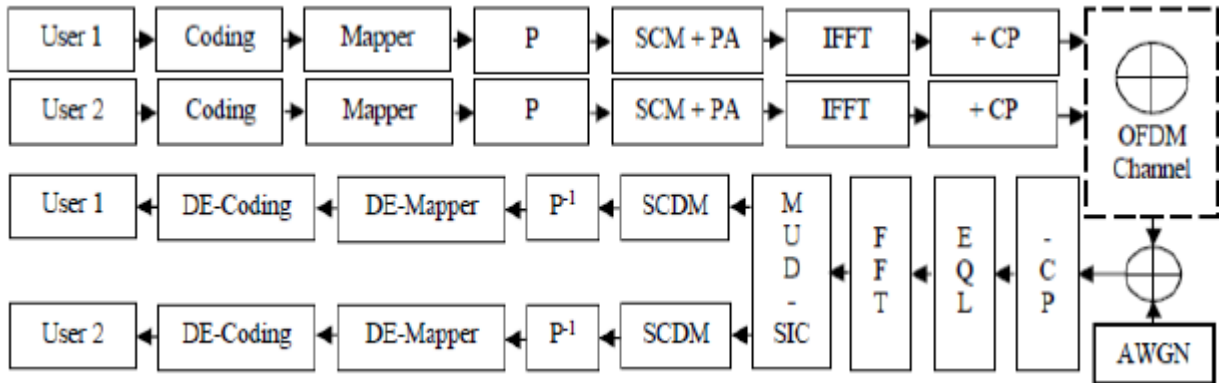 User 1 Coding Mapper P SCM + PA IFFT + CP
User 2 Coding Mapper P SCM + PA IFFT + CP
OFDM
Channel
User 1 DE-Coding DE-Mapper P-1 SCDM
User 2 DE-Coding DE-Mapper P-1 SCDM
M
U
D
-
SIC
F
F
T
E
Q
L
-
C
P
AWGN